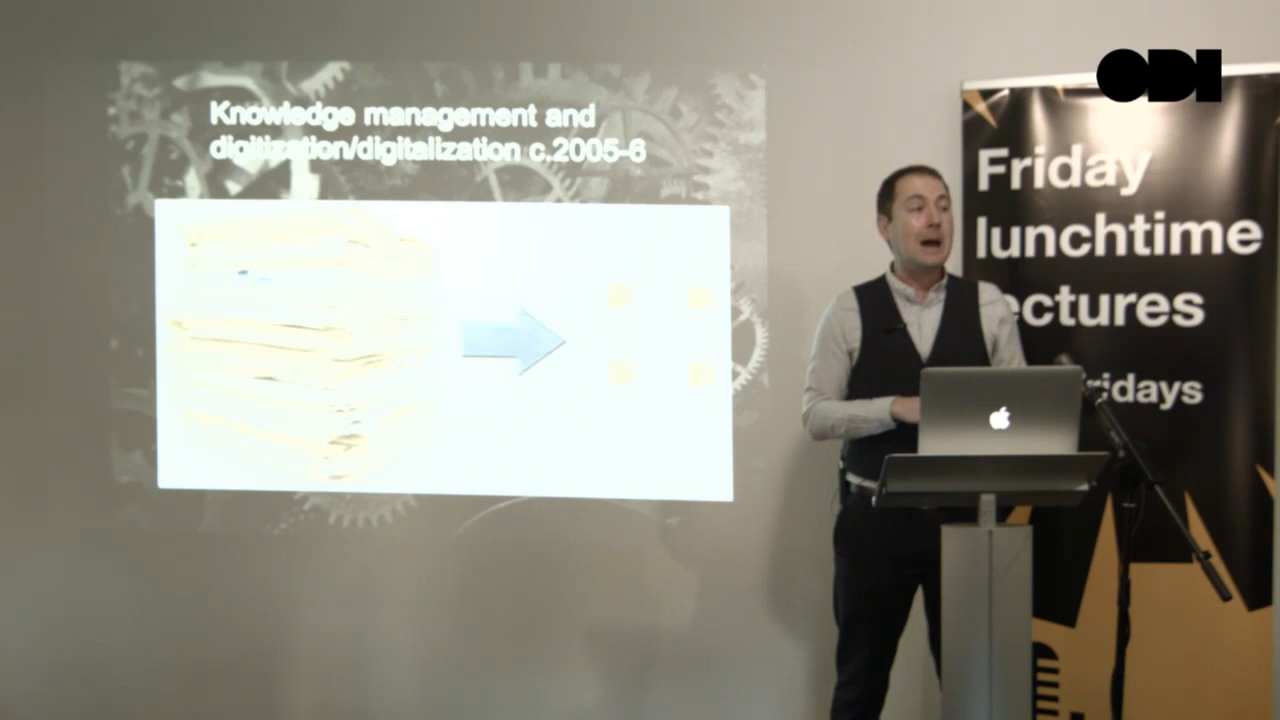 Knowledge management and
digitization/digitalization c.2005-6
ODI
Friday
lunchtime
ectures
ridays